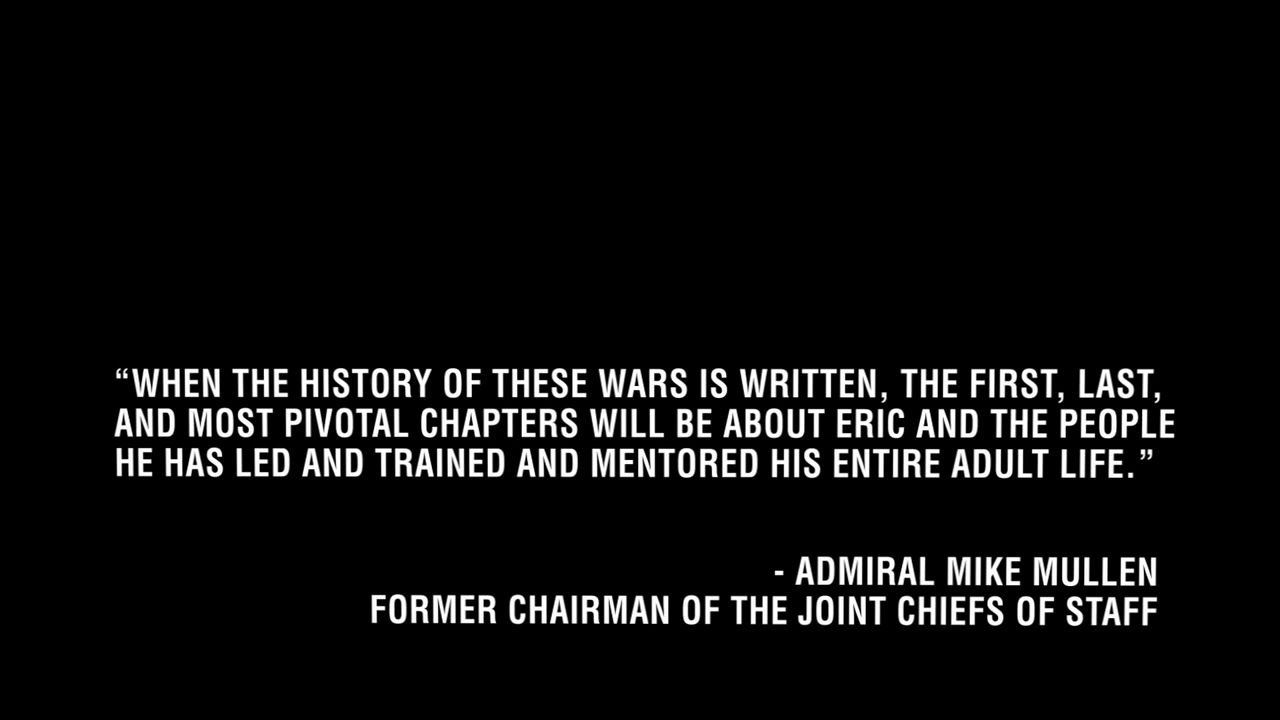 “WHEN THE HISTORY OF THESE WARS IS WRITTEN, THE FIRST, LAST,
AND MOST PIVOTAL CHAPTERS WILL BE ABOUT ERIC AND THE PEOPLE
HE HAS LED AND TRAINED AND MENTORED HIS ENTIRE ADULT LIFE.”
- ADMIRAL MIKE MULLEN
FORMER CHAIRMAN OF THE JOINT CHIEFS OF STAFF